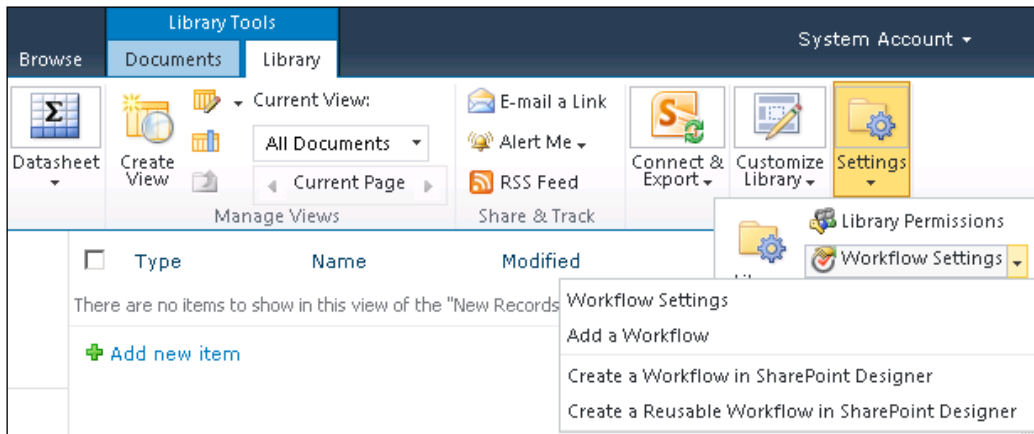 Library Tools
System Account
Browse
Documents
Library
Datasheet
Create View
Current View:
All Documents
Current Page
Manage Views
E-mail a Link
Alert Me
RSS Feed
Share & Track
Connect & Export
Customize Library
Settings
Library Permissions
Workflow Settings
Type
Name
Modified
There are no items to show in this view of the "New Records
Add new item
Workflow Settings
Add a Workflow
Create a Workflow in SharePoint Designer
Create a Reusable Workflow in SharePoint Designer